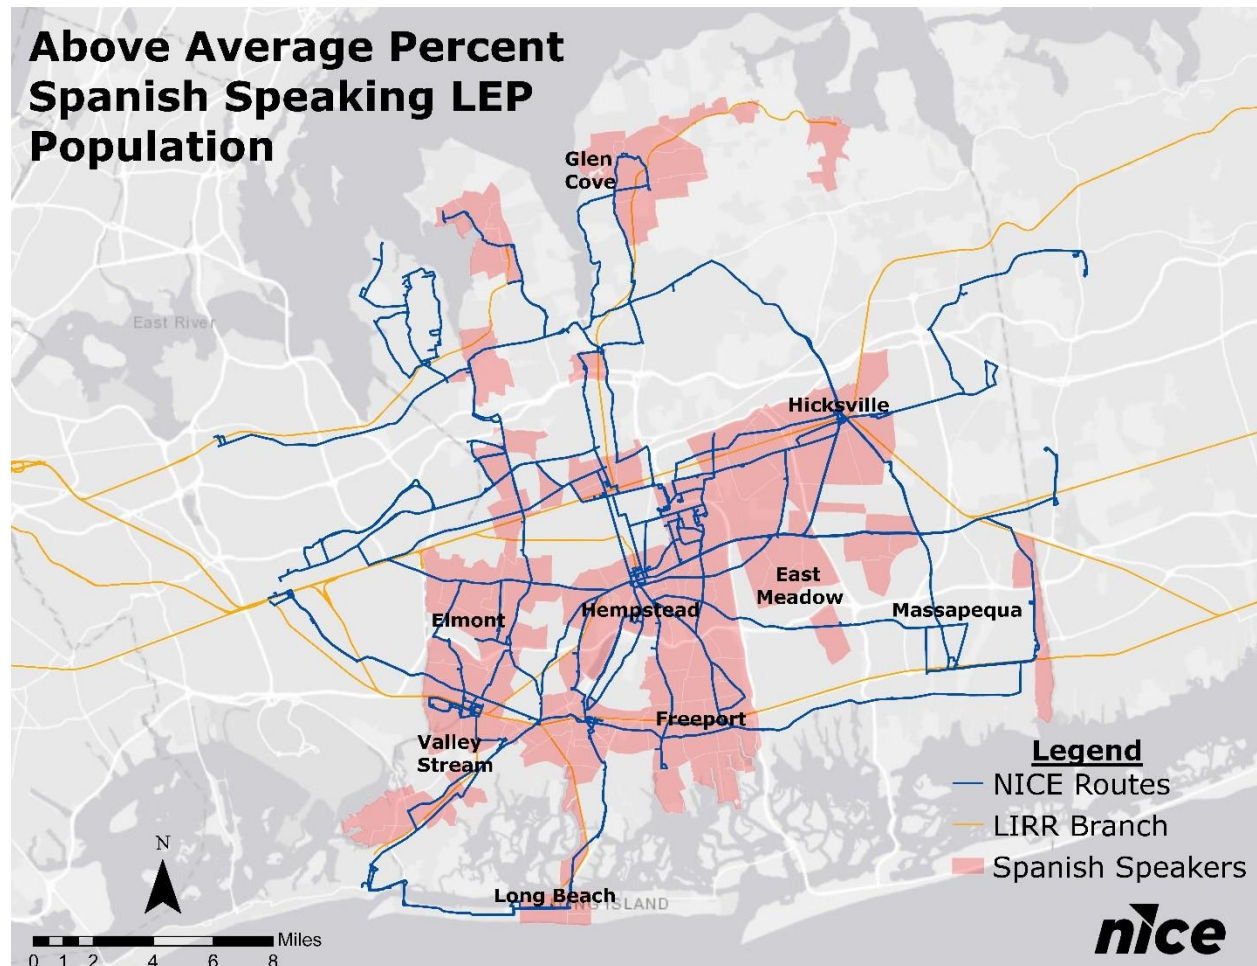 Above Average Percent
Spanish Speaking LEP
Population
Glen
Cove
East River
Hicksville
East
Meadow
Hempstead
Massapequa
Elmont
Freeport
Valley
Stream
Legend
NICE Routes
LIRR Branch
Spanish Speakers
N
Long Beach
ISLAND
Miles
0 1 2 4 6 8
nice